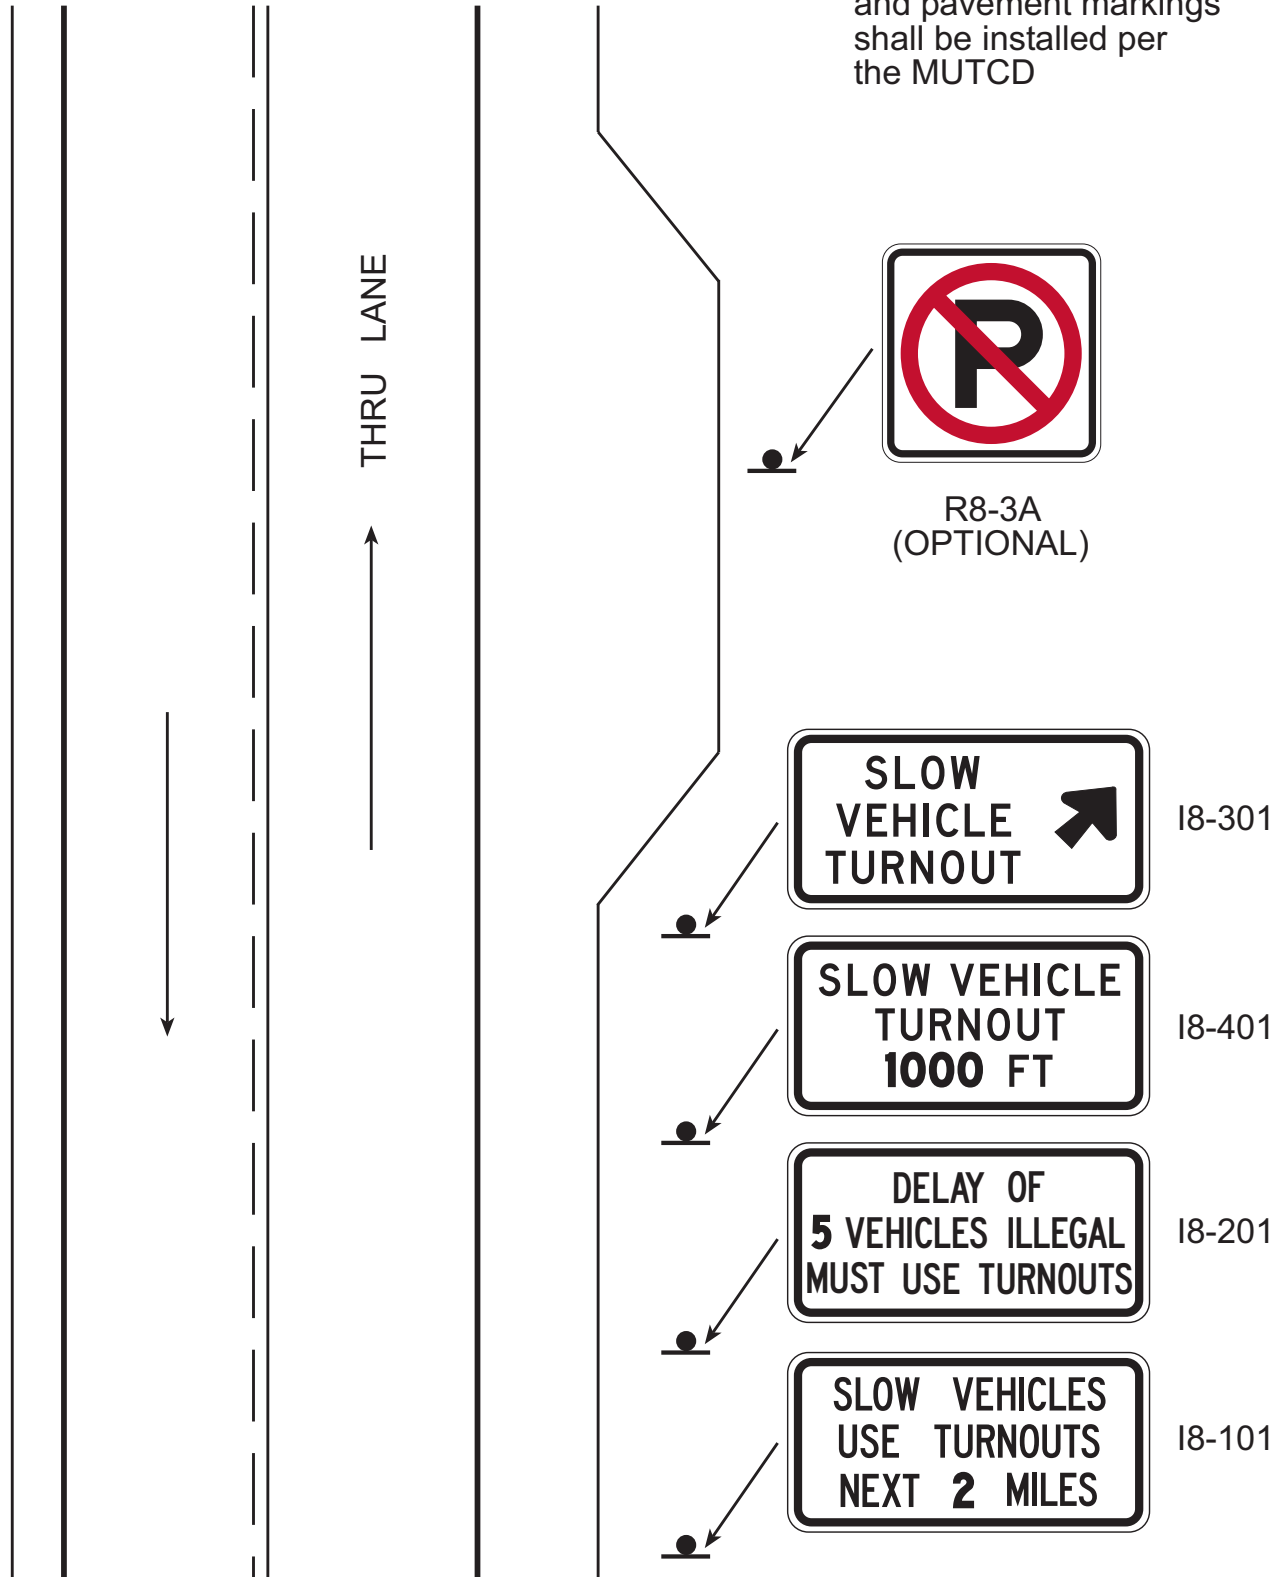 and pavement markings
shall be installed per
the MUTCD
THRU LANE
P
R8-3A
(OPTIONAL)
SLOW
VEHICLE
TURNOUT
I8-301
SLOW VEHICLE
TURNOUT
1000 FT
I8-401
DELAY OF
5 VEHICLES ILLEGAL
MUST USE TURNOUTS
I8-201
SLOW VEHICLES
USE TURNOUTS
NEXT 2 MILES
I8-101